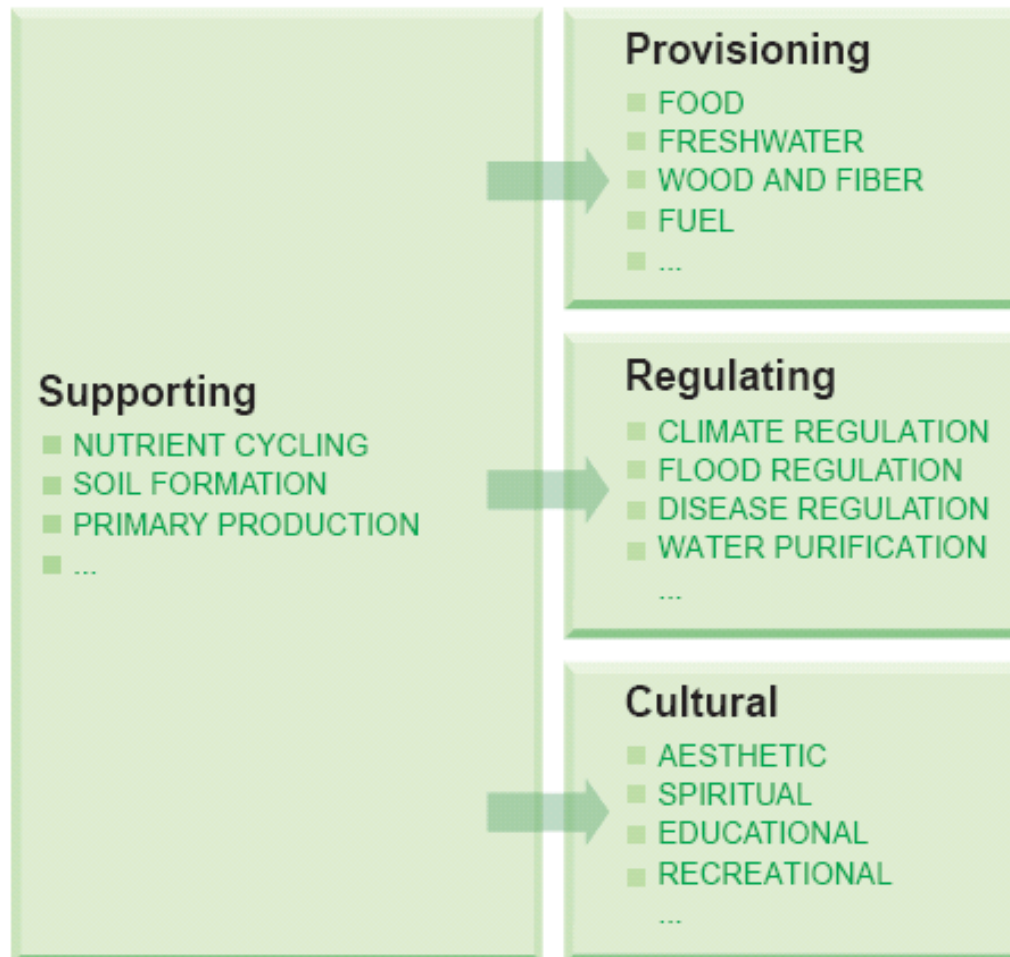 Supporting
NUTRIENT CYCLING
SOIL FORMATION
PRIMARY PRODUCTION
...
Provisioning
FOOD
FRESHWATER
WOOD AND FIBER
FUEL
...
Regulating
CLIMATE REGULATION
FLOOD REGULATION
DISEASE REGULATION
WATER PURIFICATION
...
Cultural
AESTHETIC
SPIRITUAL
EDUCATIONAL
RECREATIONAL
...